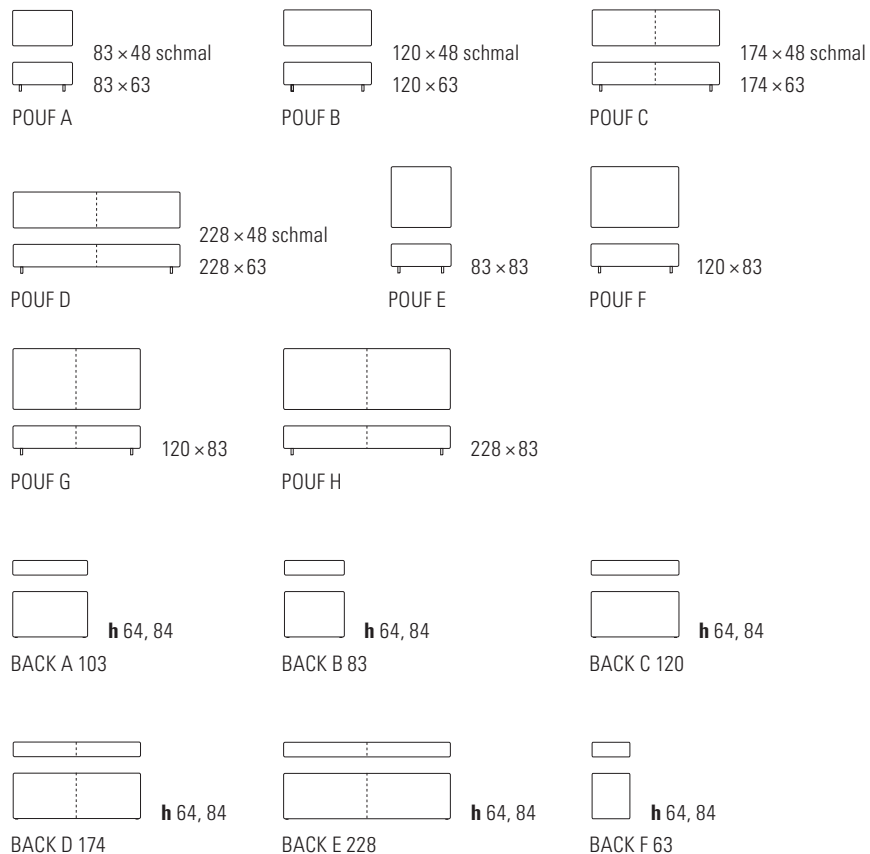 83 × 48 schmal
83 × 63
POUF A
120 × 48 schmal
120 × 63
POUF B
174 × 48 schmal
174 × 63
POUF C
228 × 48 schmal
228 × 63
POUF D
83 × 83
POUF E
120 × 83
POUF F
120 × 83
POUF G
228 × 83
POUF H
h 64, 84
BACK A 103
h 64, 84
BACK B 83
h 64, 84
BACK C 120
h 64, 84
BACK D 174
h 64, 84
BACK E 228
h 64, 84
BACK F 63